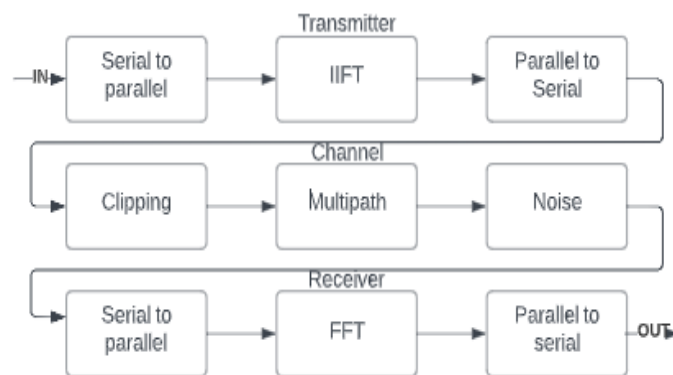 Transmitter
IN
Serial to
parallel
IIFT
Parallel to
Serial
Channel
Clipping
Multipath
Noise
Receiver
Serial to
parallel
FFT
Parallel to
serial
OUT